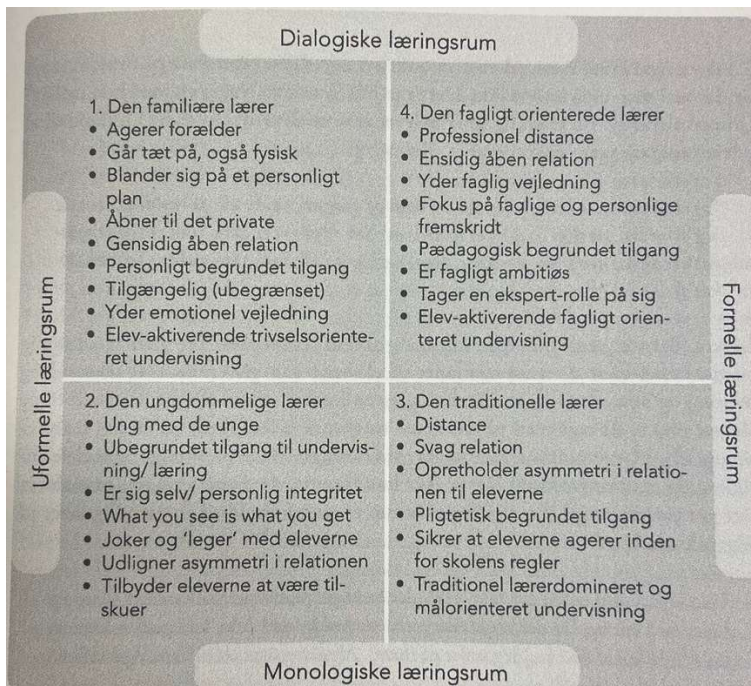 Dialogiske læringsrum
1. Den familiære lærer
• Agerer forælder
• Går tæt på, også fysisk
• Blander sig på et personligt
plan
• Åbner til det private
• Gensidig åben relation
• Personligt begrundet tilgang
• Tilgængelig (ubegrænset)
• Yder emotionel vejledning
• Elev-aktiverende trivselsoriente-
ret undervisning
4. Den fagligt orienterede lærer
• Professionel distance
• Ensidig åben relation
• Yder faglig vejledning
• Fokus på faglige og personlige
fremskridt
• Pædagogisk begrundet tilgang
• Er fagligt ambitiøs
• Tager en ekspert-rolle på sig
• Elev-aktiverende fagligt orien-
teret undervisning
Uformelle læringsrum
Formelle læringsrum
2. Den ungdommelige lærer
• Ung med de unge
• Ubegrundet tilgang til undervis-
ning/ læring
• Er sig selv/ personlig integritet
• What you see is what you get
• Joker og ‘leger’ med eleverne
• Udligner asymmetri i relationen
• Tilbyder eleverne at være til-
skuer
3. Den traditionelle lærer
• Distance
• Svag relation
• Opretholder asymmetri i relatio-
nen til eleverne
• Pligtetisk begrundet tilgang
• Sikrer at eleverne agerer inden
for skolens regler
• Traditionel lærerdomineret og
målorienteret undervisning
Monologiske læringsrum